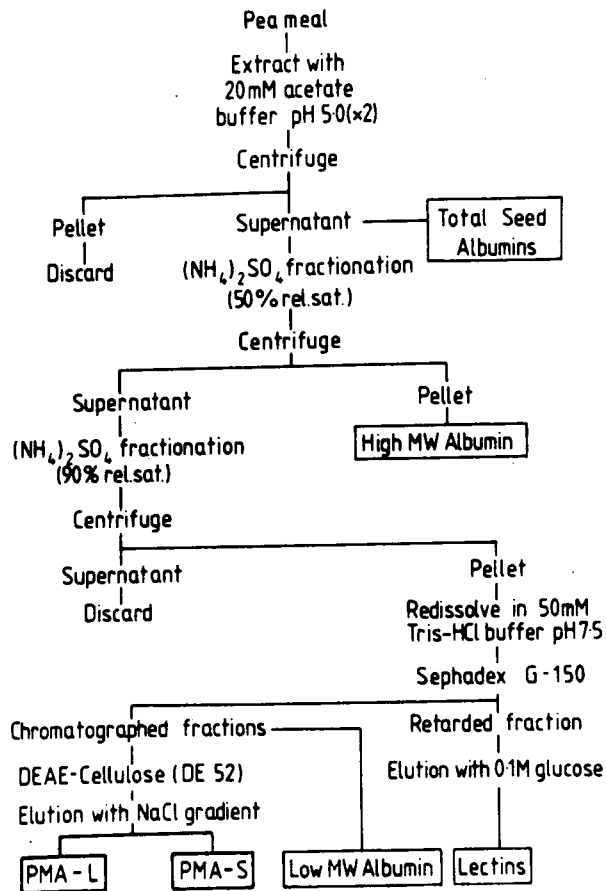 Pea meal
Extract with
20mM acetate
buffer pH 5·0(×2)
Centrifuge
Pellet
Discard
Supernatant
Total Seed
Albumins
(NH₄)₂SO₄ fractionation
(50% rel.sat.)
Centrifuge
Supernatant
(NH₄)₂SO₄ fractionation
(90% rel.sat.)
Centrifuge
Pellet
High MW Albumin
Supernatant
Discard
Pellet
Redissolve in 50mM
Tris-HCl buffer pH7·5
Sephadex G-150
Chromatographed fractions
DEAE-Cellulose (DE 52)
Elution with NaCl gradient
Retarded fraction
Elution with 0·1M glucose
PMA-L
PMA-S
Low MW Albumin
Lectins